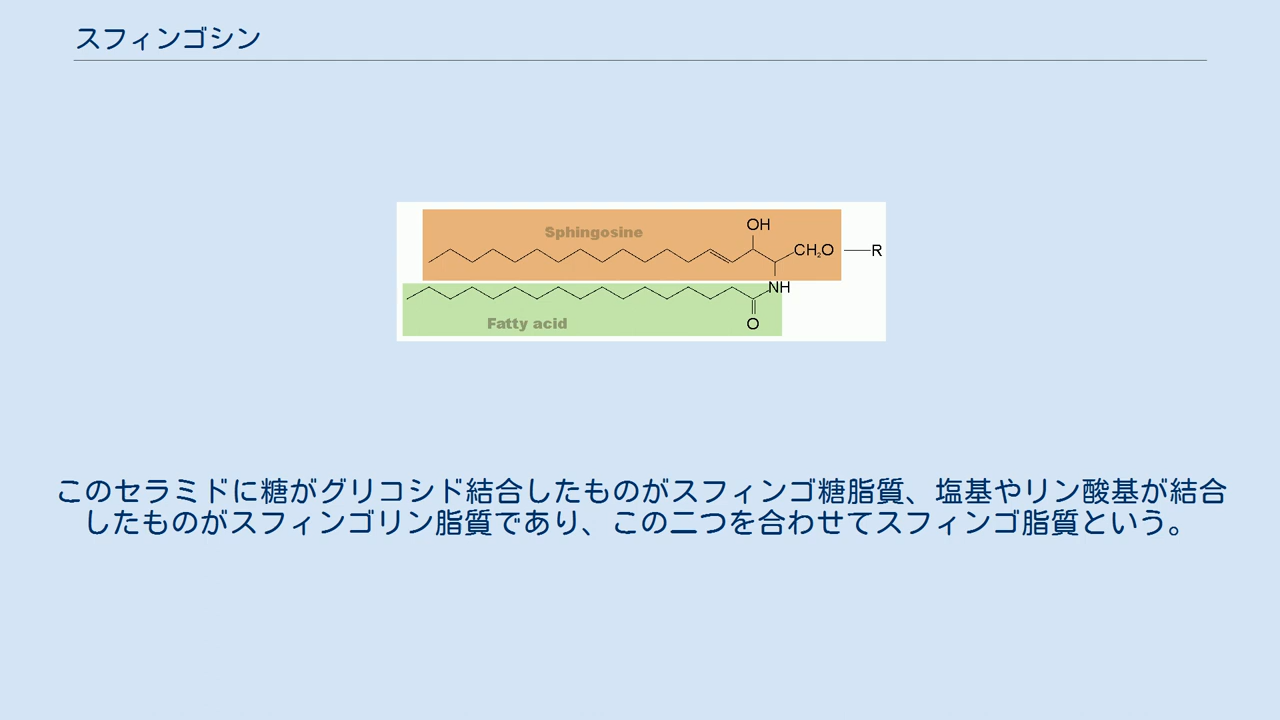 スフィンゴシン
Sphingosine
OH
CH₂O
R
NH
O
Fatty acid
このセラミドに糖がグリコシド結合したものがスフィンゴ糖脂質、塩基やリン酸基が結合
したものがスフィンゴリン脂質であり、この二つを合わせてスフィンゴ脂質という。